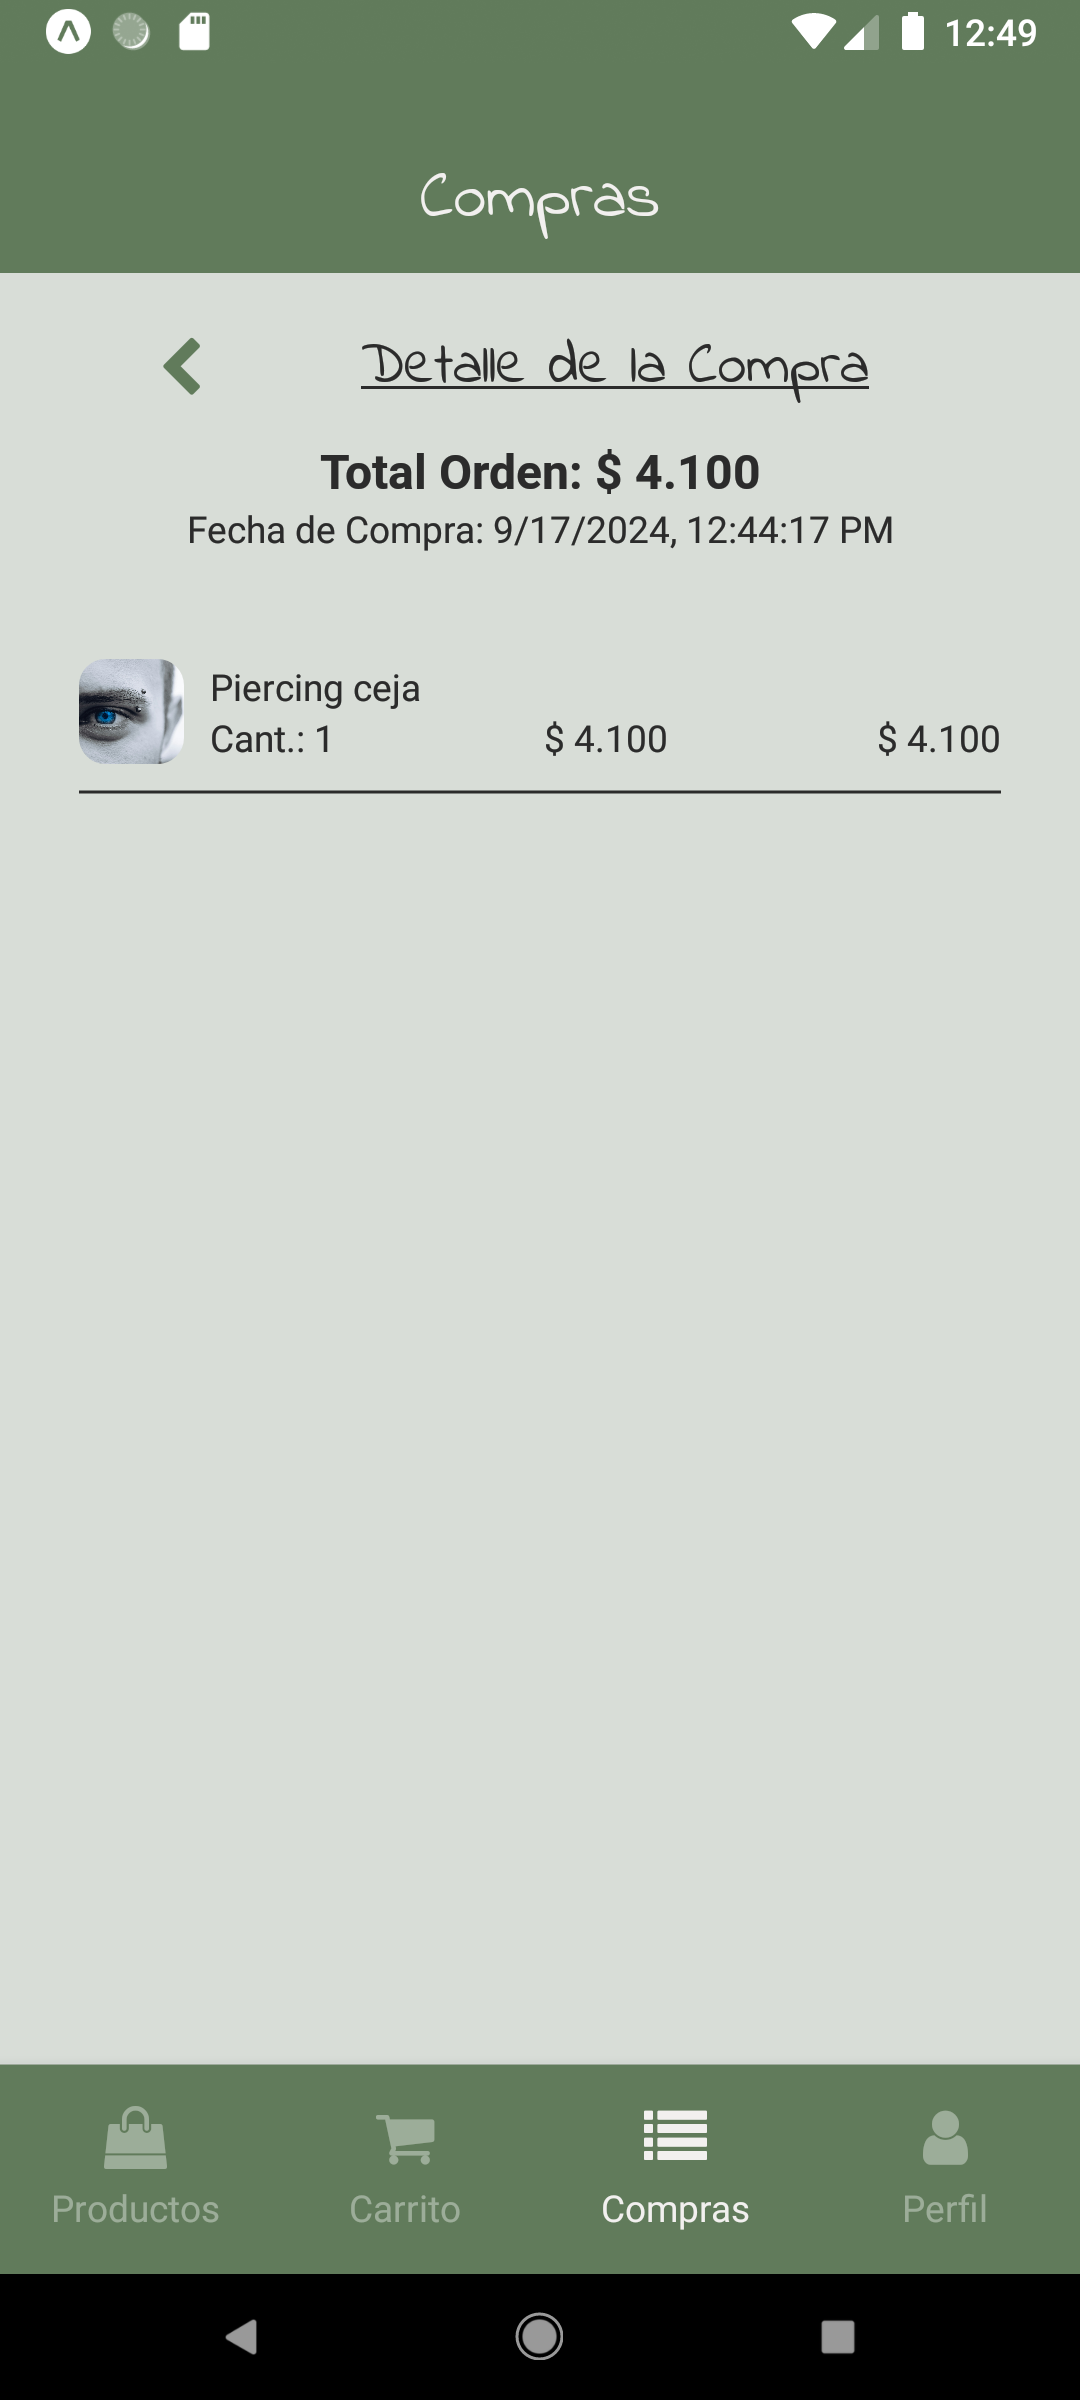 12:49
Compras
Detalle de la Compra
Total Orden: $ 4.100
Fecha de Compra: 9/17/2024, 12:44:17 PM
Piercing ceja
Cant.: 1 $ 4.100 $ 4.100
Productos Carrito Compras Perfil